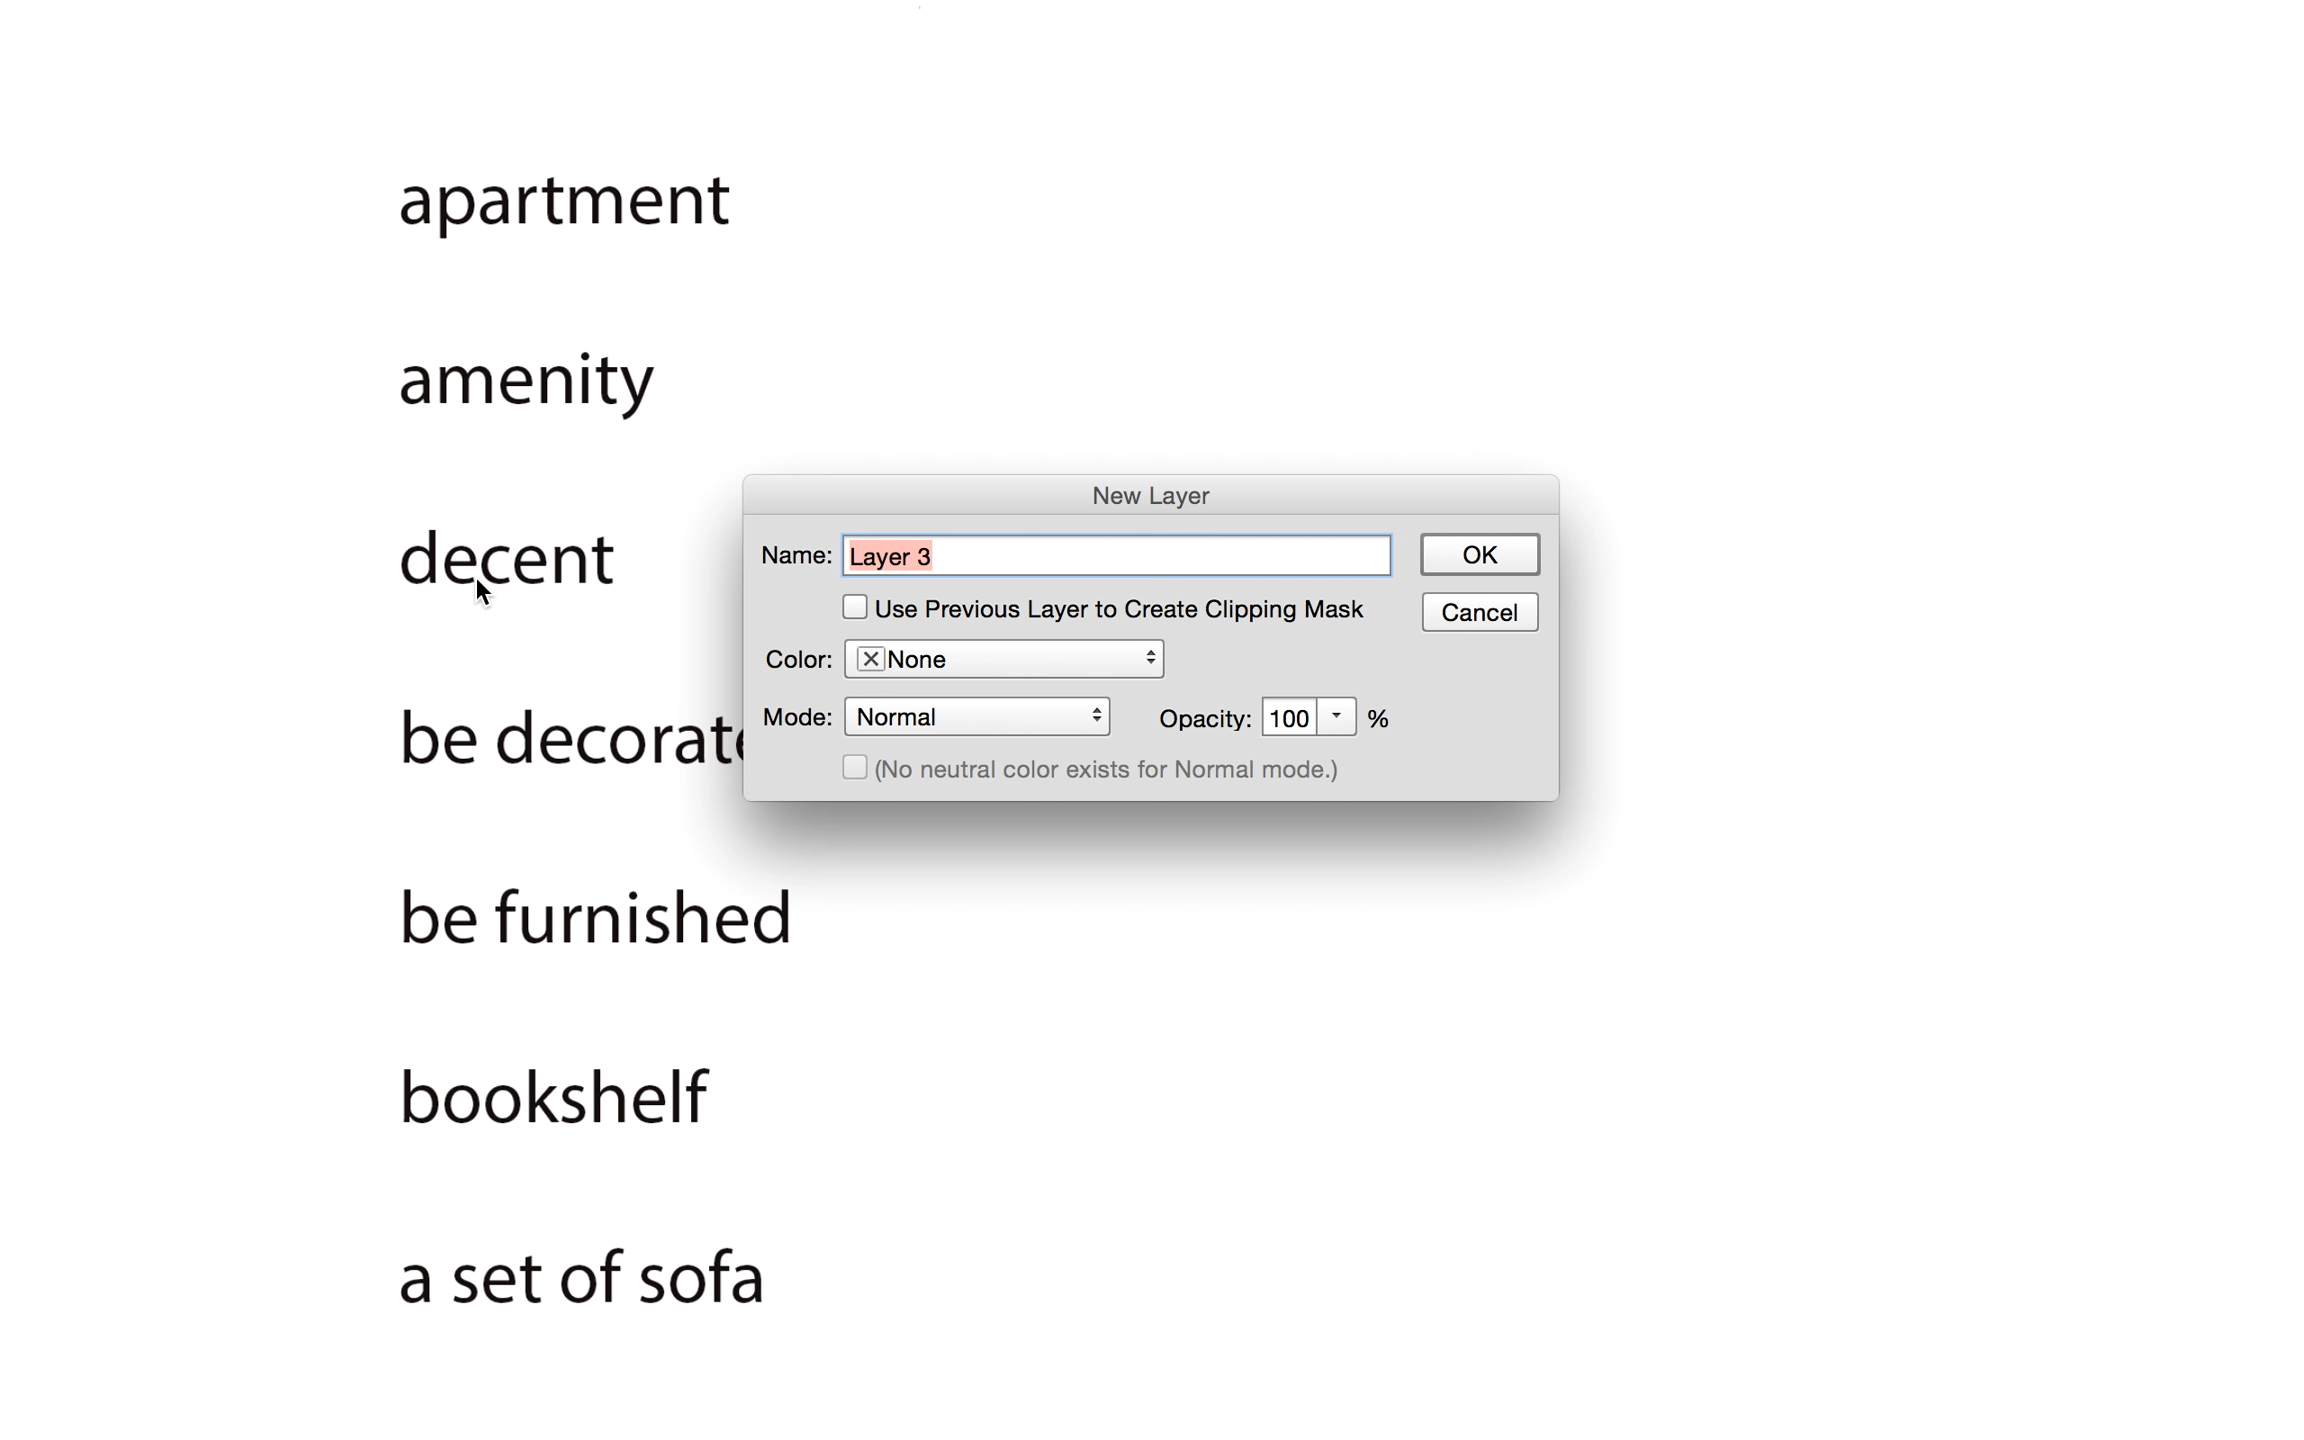 apartment
amenity
decent
be decorate
be furnished
bookshelf
a set of sofa
New Layer
Name: Layer 3
OK
Use Previous Layer to Create Clipping Mask
Cancel
Color: None
Mode: Normal Opacity: 100 %
(No neutral color exists for Normal mode.)